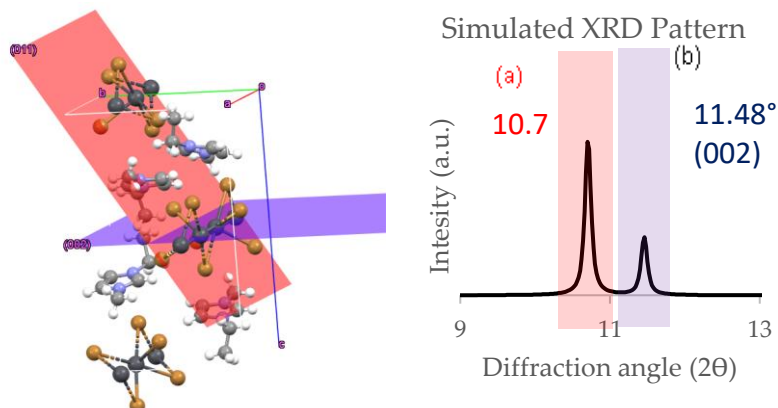 Simulated XRD Pattern
(011)
b
o
a
(002)
c
(a)
10.7
(b)
11.48°
(002)
Intesity (a.u.)
9
11
13
Diffraction angle (2θ)